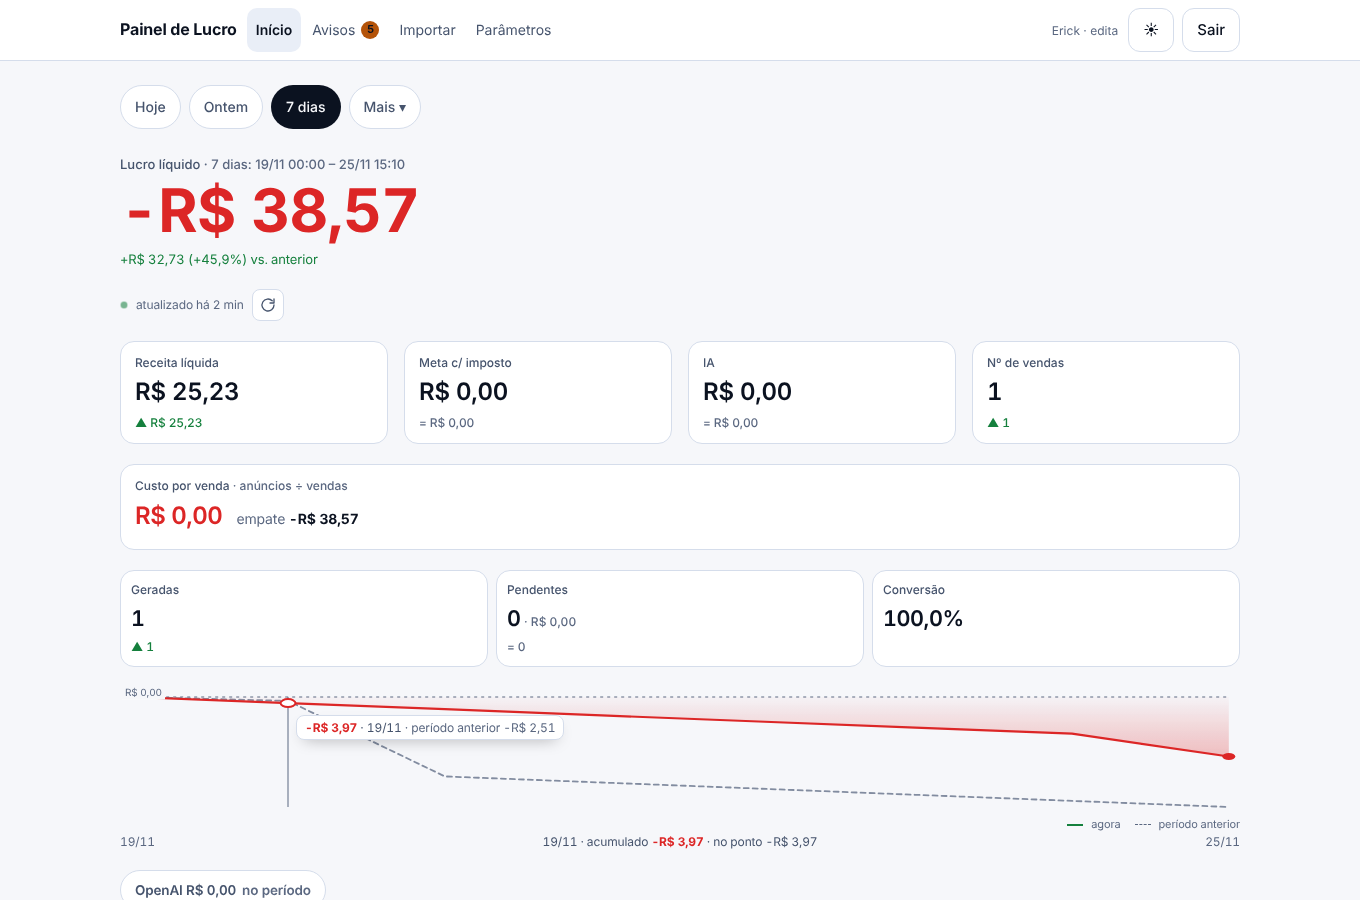 Painel de Lucro Início Avisos 5 Importar Parâmetros Erick · edita Sair
Hoje Ontem 7 dias Mais ▾
Lucro líquido · 7 dias: 19/11 00:00 – 25/11 15:10
-R$ 38,57
+R$ 32,73 (+45,9%) vs. anterior
atualizado há 2 min
Receita líquida
R$ 25,23
▲ R$ 25,23
Meta c/ imposto
R$ 0,00
= R$ 0,00
IA
R$ 0,00
= R$ 0,00
Nº de vendas
1
▲ 1
Custo por venda · anúncios ÷ vendas
R$ 0,00 empate -R$ 38,57
Geradas
1
▲ 1
Pendentes
0 · R$ 0,00
= 0
Conversão
100,0%
R$ 0,00
-R$ 3,97 · 19/11 · período anterior -R$ 2,51
agora período anterior
19/11 19/11 · acumulado -R$ 3,97 · no ponto -R$ 3,97 25/11
OpenAI R$ 0,00 no período